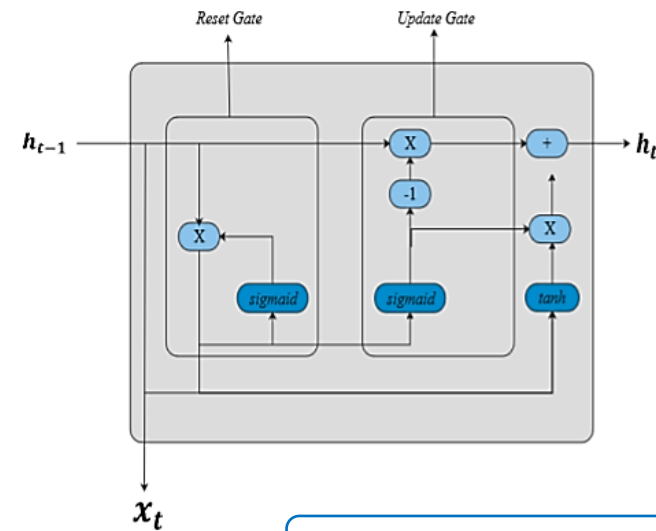 Reset Gate
Update Gate
h_{t-1}
X
+
h_t
-1
X
X
sigmaid
sigmaid
tanh
x_t